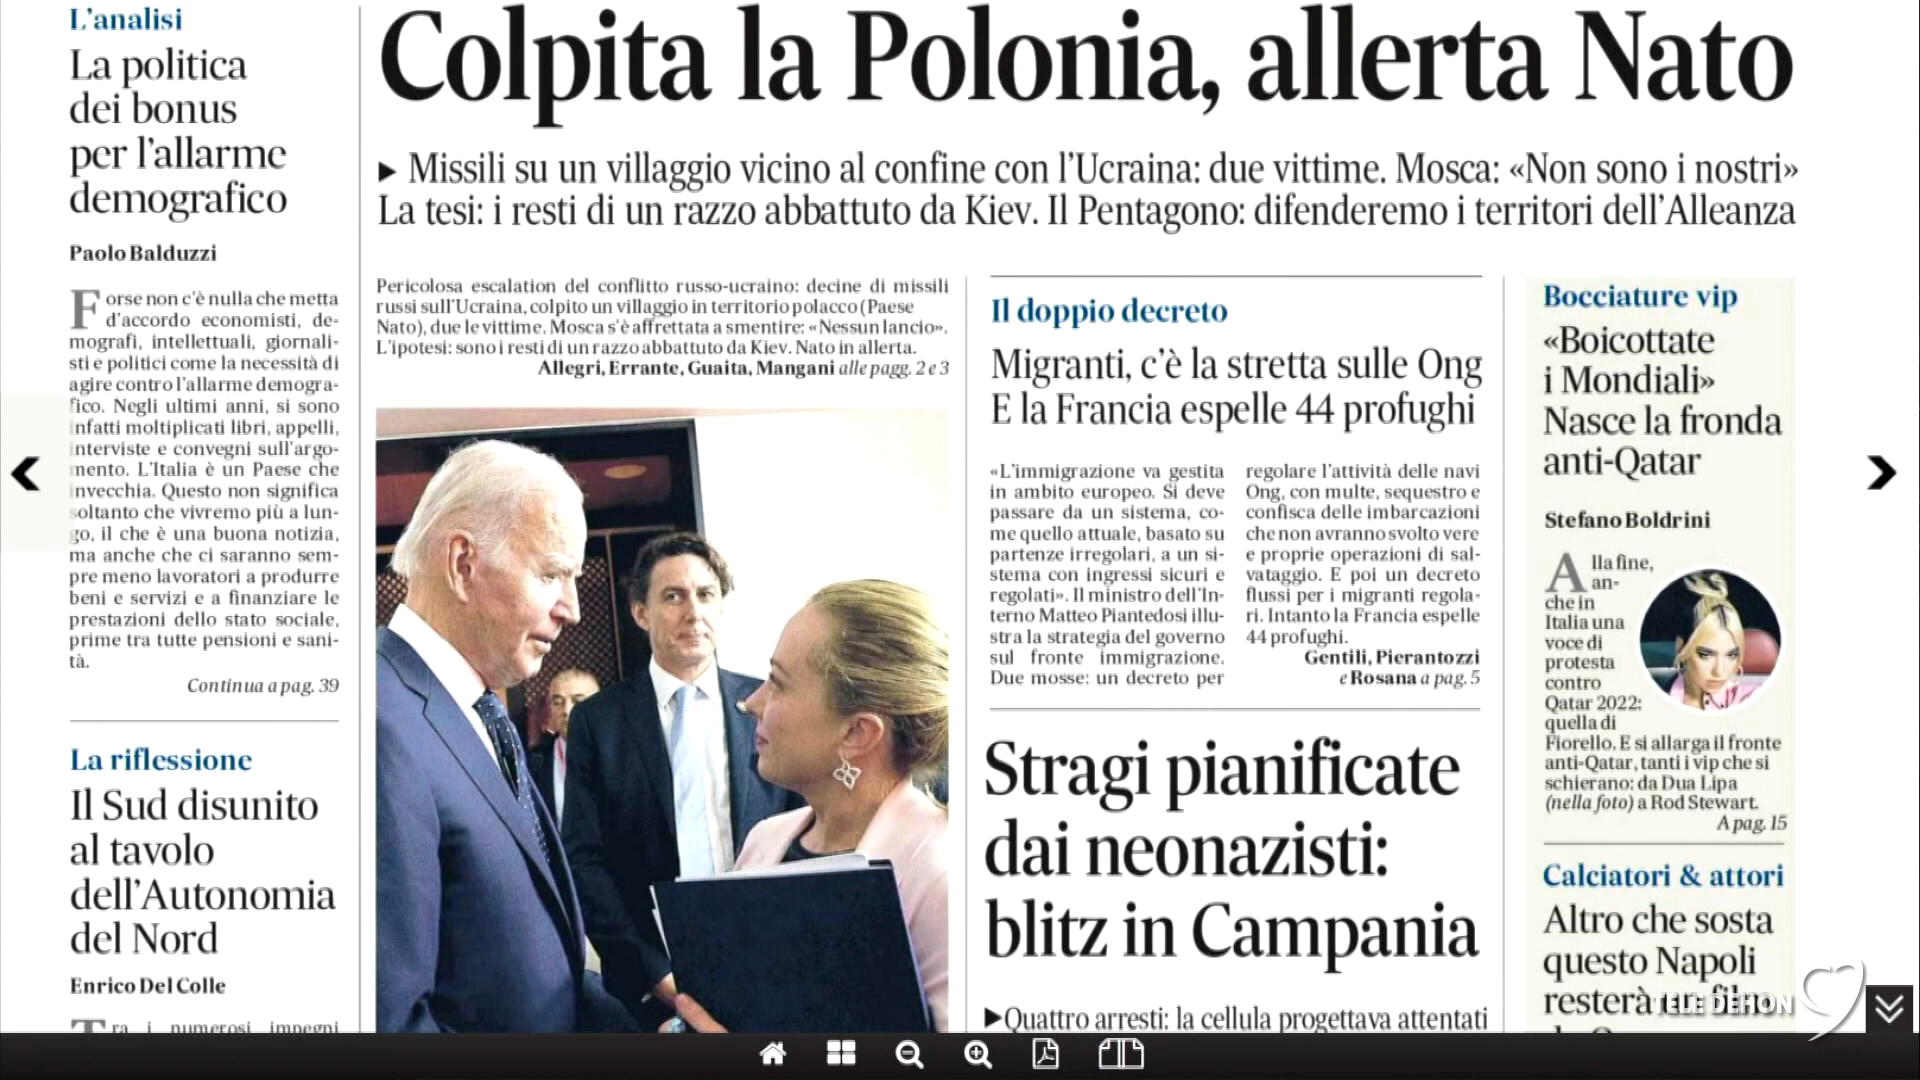 L'analisi
La politica
dei bonus
per l'allarme
demografico
Paolo Balduzzi
Forse non c'è nulla che metta
d'accordo economisti, de-
mografi, intellettuali, giornali-
sti e politici come la necessità di
agire contro l'allarme demogra-
fico. Negli ultimi anni, si sono
infatti moltiplicati libri, appelli,
interviste e convegni sull'argo-
mento. L'Italia è un Paese che
invecchia. Questo non significa
soltanto che vivremo più a lun-
go, il che è una buona notizia,
ma anche che ci saranno sem-
pre meno lavoratori a produrre
beni e servizi e a finanziare le
prestazioni dello stato sociale,
prime tra tutte pensioni e sani-
tà.
Continua a pag. 39
La riflessione
Il Sud disunito
al tavolo
dell'Autonomia
del Nord
Enrico Del Colle
Tra i numerosi impegni
Colpita la Polonia, allerta Nato
▶ Missili su un villaggio vicino al confine con l'Ucraina: due vittime. Mosca: «Non sono i nostri»
La tesi: i resti di un razzo abbattuto da Kiev. Il Pentagono: difenderemo i territori dell'Alleanza
Pericolosa escalation del conflitto russo-ucraino: decine di missili
russi sull'Ucraina, colpito un villaggio in territorio polacco (Paese
Nato), due le vittime. Mosca s'è affrettata a smentire: «Nessun lancio».
L'ipotesi: sono i resti di un razzo abbattuto da Kiev. Nato in allerta.
Allegri, Errante, Guaita, Mangani alle pagg. 2 e 3
Il doppio decreto
Migranti, c'è la stretta sulle Ong
E la Francia espelle 44 profughi
«L'immigrazione va gestita
in ambito europeo. Si deve
passare da un sistema, co-
me quello attuale, basato su
partenze irregolari, a un si-
stema con ingressi sicuri e
regolati». Il ministro dell'In-
terno Matteo Piantedosi illu-
stra la strategia del governo
sul fronte immigrazione.
Due mosse: un decreto per
regolare l'attività delle navi
Ong, con multe, sequestro e
confisca delle imbarcazioni
che non avranno svolto vere
e proprie operazioni di sal-
vataggio. E poi un decreto
flussi per i migranti regola-
ri. Intanto la Francia espelle
44 profughi.
Gentili, Pierantozzi
e Rosana a pag. 5
Stragi pianificate
dai neonazisti:
blitz in Campania
▶Quattro arresti: la cellula progettava attentati
Bocciature vip
«Boicottate
i Mondiali»
Nasce la fronda
anti-Qatar
Stefano Boldrini
Alla fine,
an-
che in
Italia una
voce di
protesta
contro
Qatar 2022:
quella di
Fiorello. E si allarga il fronte
anti-Qatar, tanti i vip che si
schierano: da Dua Lipa
(nella foto) a Rod Stewart.
A pag. 15
Calciatori & attori
Altro che sosta
questo Napoli
resterà un film
TELE DEHON